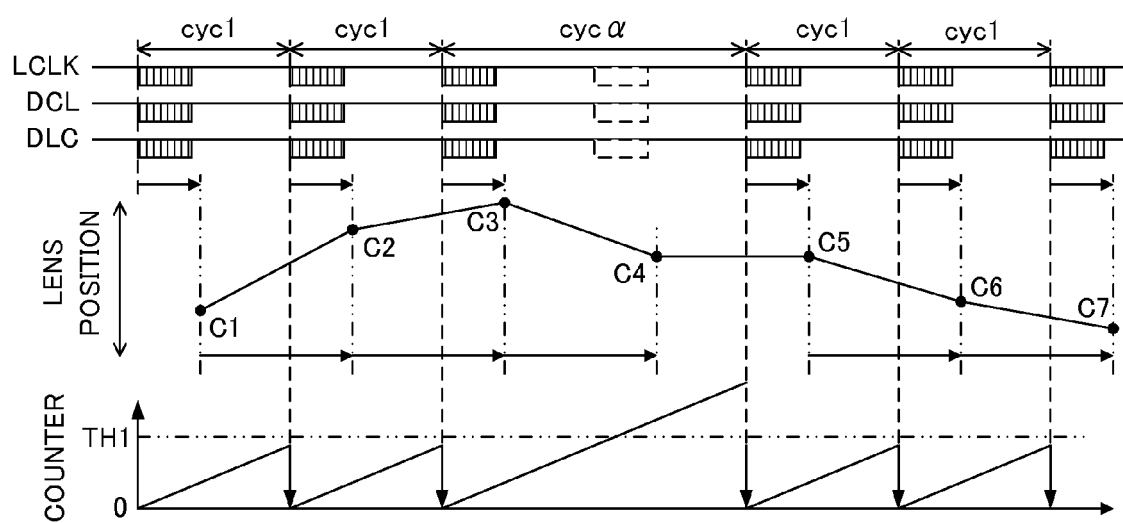 cyc1 cyc1 cyc α cyc1 cyc1
LCLK
DCL
DLC
LENS POSITION
C1
C2
C3
C4
C5
C6
C7
COUNTER
TH1
0